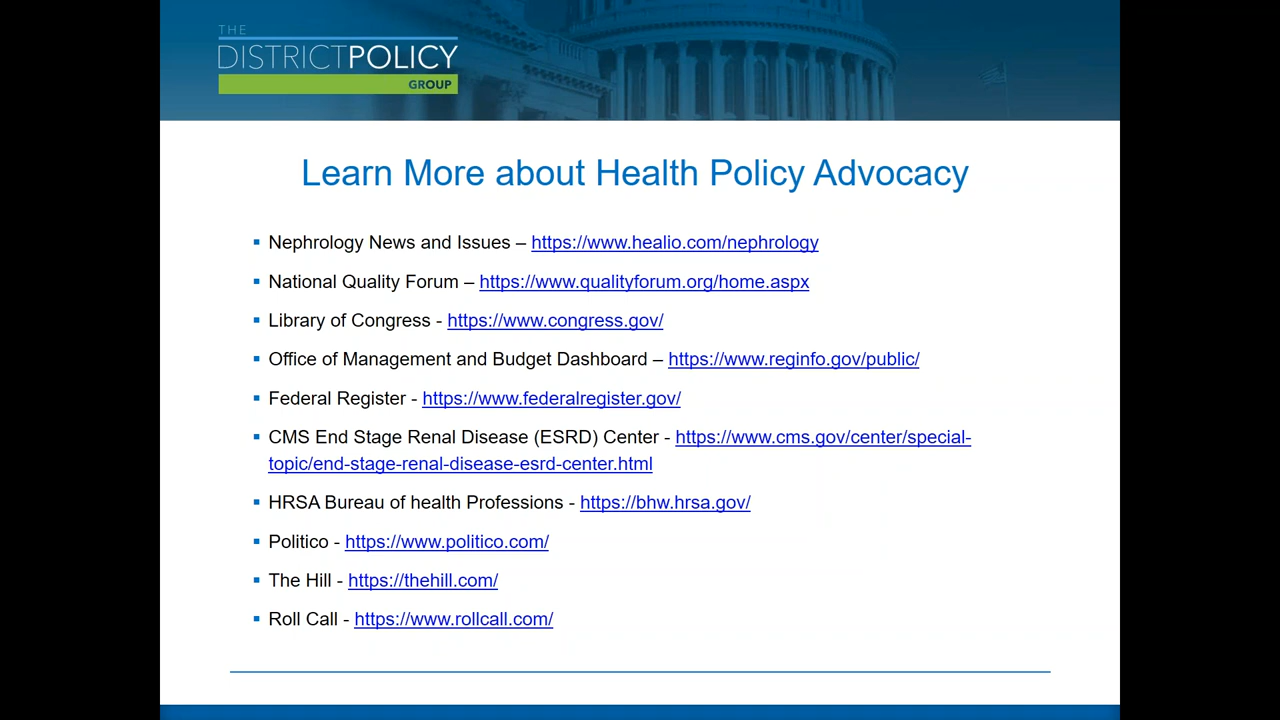 THE
DISTRICTPOLICY
GROUP
Learn More about Health Policy Advocacy
▪ Nephrology News and Issues – https://www.healio.com/nephrology
▪ National Quality Forum – https://www.qualityforum.org/home.aspx
▪ Library of Congress - https://www.congress.gov/
▪ Office of Management and Budget Dashboard – https://www.reginfo.gov/public/
▪ Federal Register - https://www.federalregister.gov/
▪ CMS End Stage Renal Disease (ESRD) Center - https://www.cms.gov/center/special-
topic/end-stage-renal-disease-esrd-center.html
▪ HRSA Bureau of health Professions - https://bhw.hrsa.gov/
▪ Politico - https://www.politico.com/
▪ The Hill - https://thehill.com/
▪ Roll Call - https://www.rollcall.com/